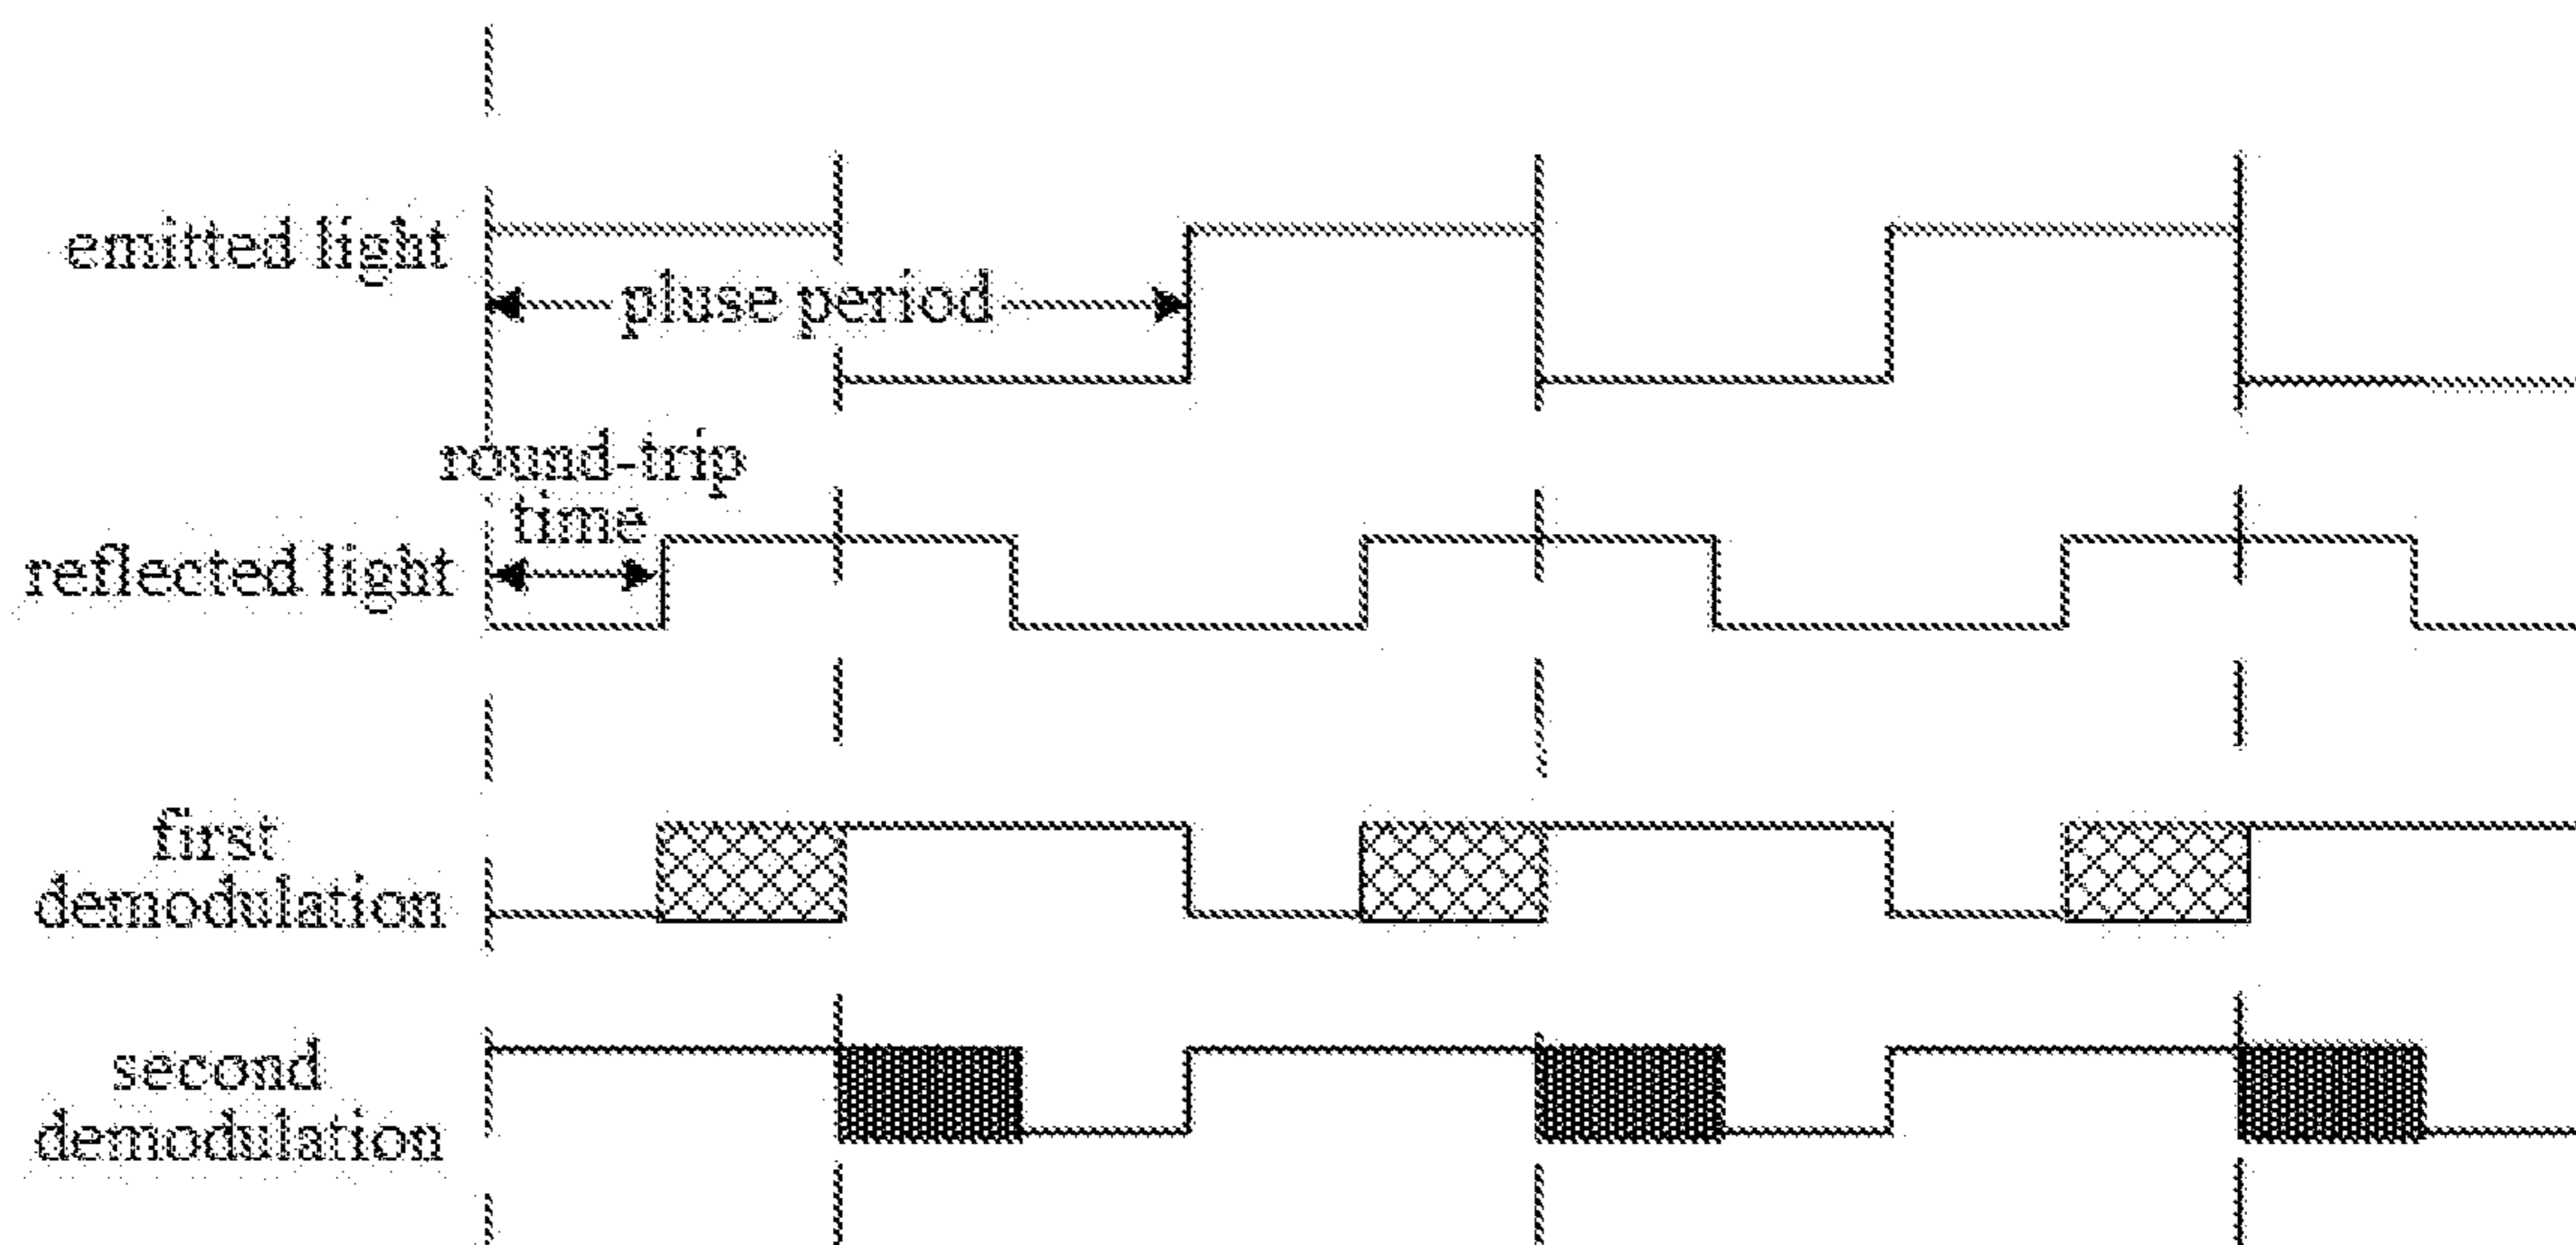 emitted light
pluse period
round-trip
time
reflected light
first
demodulation
second
demodulation